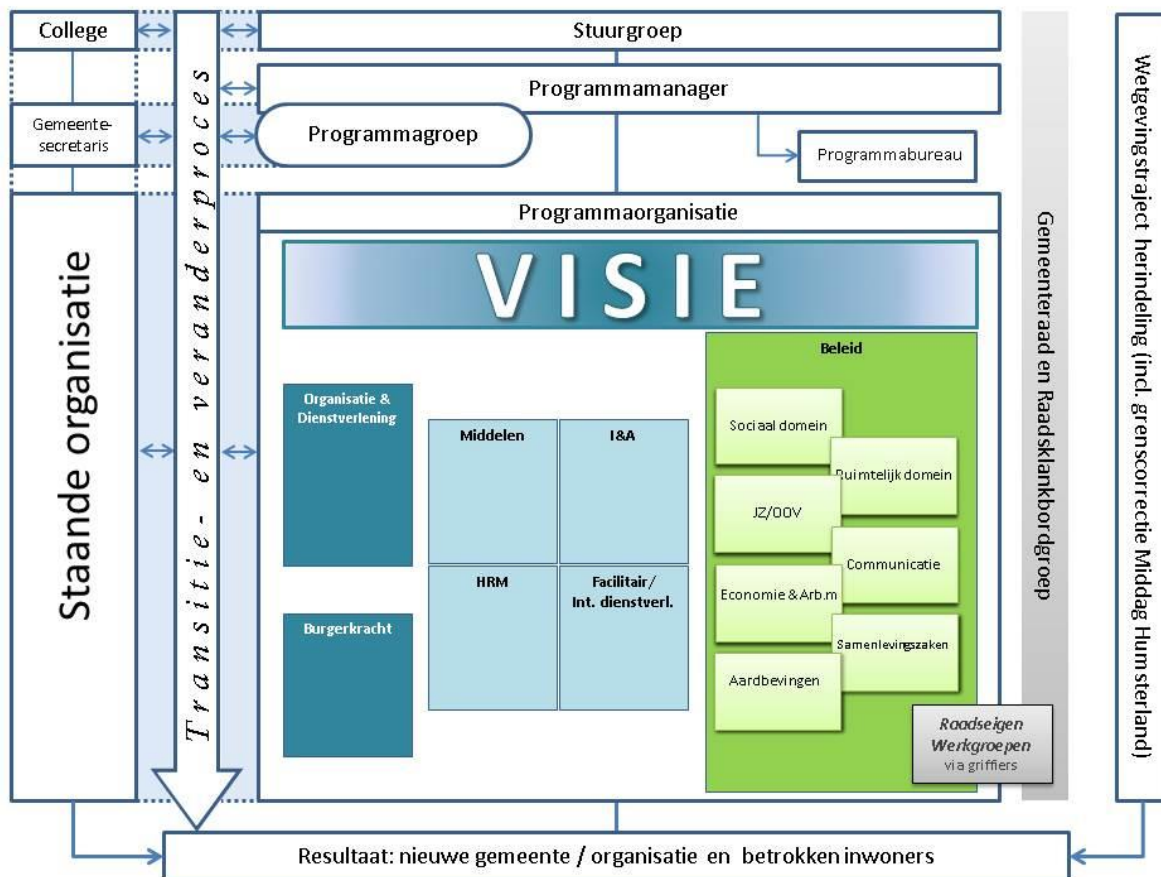 College
Stuurgroep
Programmamanager
Gemeente-
secretaris
Programmagroep
Programmabureau
Transitie- en veranderproces
Staande organisatie
Programmaorganisatie
VISIE
Organisatie &
Dienstverlening
Burgerkracht
Middelen
I&A
HRM
Facilitair/
Int. dienstverl.
Beleid
Sociaal domein
Ruimtelijk domein
JZ/OOV
Communicatie
Economie & Arb.m
Samenlevingszaken
Aardbevingen
Raadseigen
Werkgroepen
via griffiers
Gemeenteraad en Raadsklankbordgroep
Wetgevingstraject herindeling (incl. grenscorrectie Middag Humsterland)
Resultaat: nieuwe gemeente / organisatie en betrokken inwoners